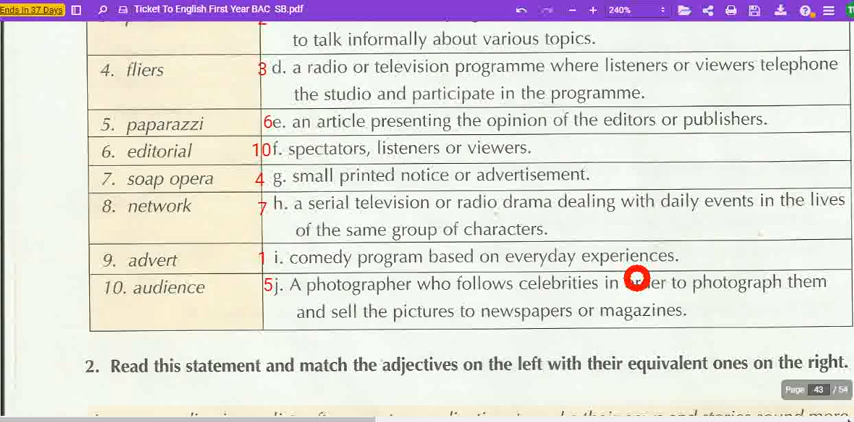 Ends In 37 Days
Ticket To English First Year BAC SB.pdf
240%
to talk informally about various topics.
4. fliers
3 d. a radio or television programme where listeners or viewers telephone
the studio and participate in the programme.
5. paparazzi
6 e. an article presenting the opinion of the editors or publishers.
6. editorial
10 f. spectators, listeners or viewers.
7. soap opera
4 g. small printed notice or advertisement.
8. network
7 h. a serial television or radio drama dealing with daily events in the lives
of the same group of characters.
9. advert
1 i. comedy program based on everyday experiences.
10. audience
5 j. A photographer who follows celebrities in to photograph them
and sell the pictures to newspapers or magazines.
2. Read this statement and match the adjectives on the left with their equivalent ones on the right.
Page 43 / 54